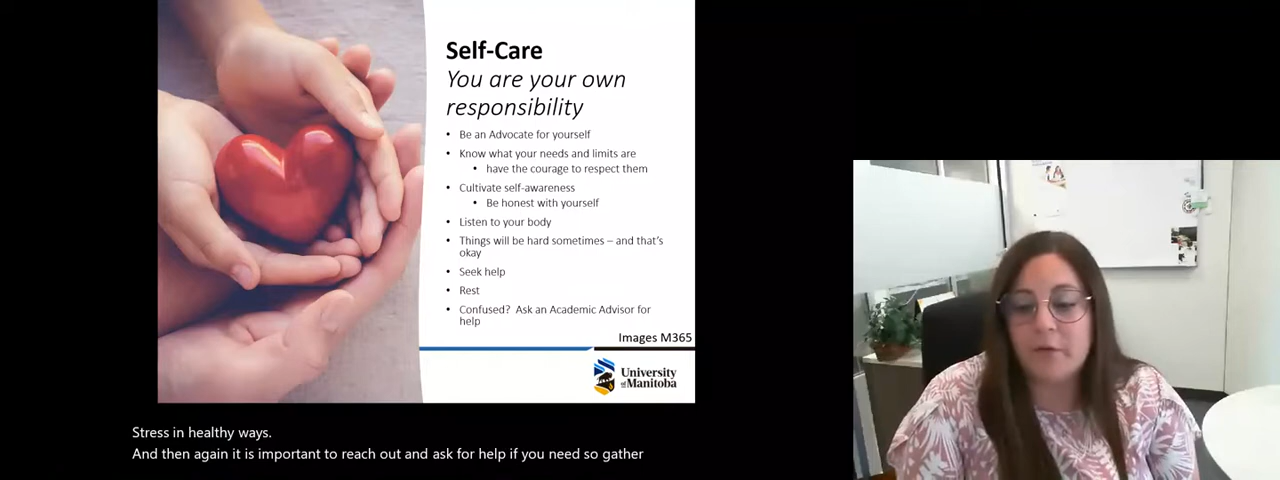 Self-Care
You are your own
responsibility
• Be an Advocate for yourself
• Know what your needs and limits are
• have the courage to respect them
• Cultivate self-awareness
• Be honest with yourself
• Listen to your body
• Things will be hard sometimes – and that's
okay
• Seek help
• Rest
• Confused? Ask an Academic Advisor for
help
Images M365
University
of Manitoba
Stress in healthy ways.
And then again it is important to reach out and ask for help if you need so gather